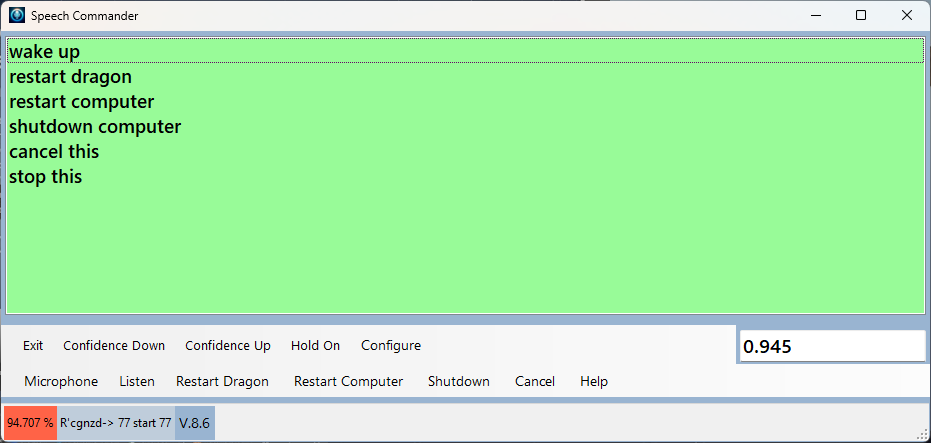 Speech Commander
wake up
restart dragon
restart computer
shutdown computer
cancel this
stop this
Exit Confidence Down Confidence Up Hold On Configure
0.945
Microphone Listen Restart Dragon Restart Computer Shutdown Cancel Help
94.707 % R'cgnzd-> 77 start 77 V.8.6